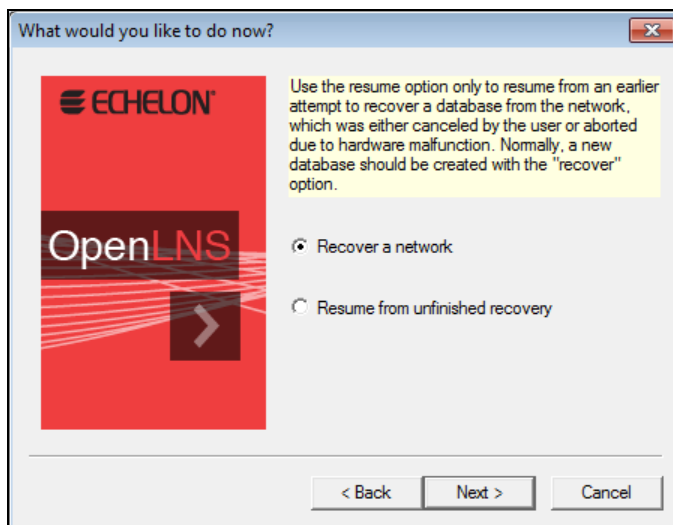 What would you like to do now?
ECHELON®
OpenLNS
Use the resume option only to resume from an earlier
attempt to recover a database from the network,
which was either canceled by the user or aborted
due to hardware malfunction. Normally, a new
database should be created with the "recover"
option.
Recover a network
Resume from unfinished recovery
< Back
Next >
Cancel